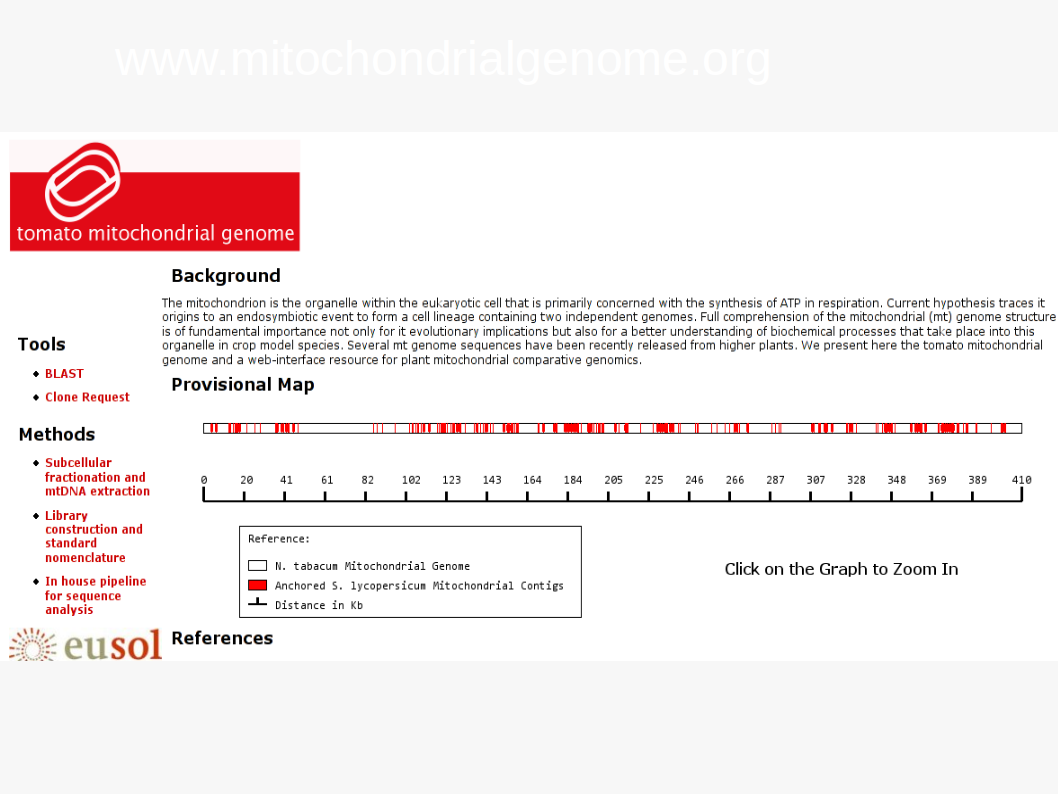 www.mitochondrialgenome.org
tomato mitochondrial genome
Background
The mitochondrion is the organelle within the eukaryotic cell that is primarily concerned with the synthesis of ATP in respiration. Current hypothesis traces it
origins to an endosymbiotic event to form a cell lineage containing two independent genomes. Full comprehension of the mitochondrial (mt) genome structure
is of fundamental importance not only for it evolutionary implications but also for a better understanding of biochemical processes that take place into this
organelle in crop model species. Several mt genome sequences have been recently released from higher plants. We present here the tomato mitochondrial
genome and a web-interface resource for plant mitochondrial comparative genomics.
Tools
BLAST
Clone Request
Methods
Subcellular
fractionation and
mtDNA extraction
Library
construction and
standard
nomenclature
In house pipeline
for sequence
analysis
eusol
Provisional Map
0 20 41 61 82 102 123 143 164 184 205 225 246 266 287 307 328 348 369 389 410
Reference:
N. tabacum Mitochondrial Genome
Anchored S. lycopersicum Mitochondrial Contigs
Distance in Kb
Click on the Graph to Zoom In
References